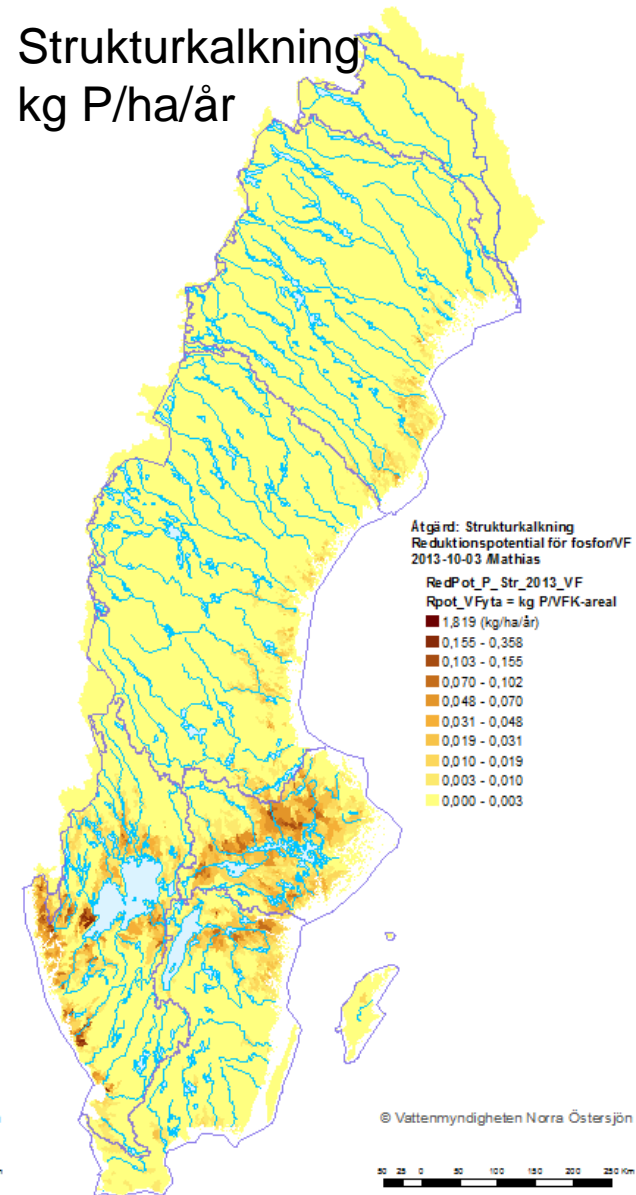 Strukturkalkning
kg P/ha/år
Åtgärd: Strukturkalkning
Reduktionspotential för fosfor/VF
2013-10-03 /Mathias
RedPot_P_Str_2013_VF
Rpot_VFyta = kg P/VFK-areal
1,819 (kg/ha/år)
0,155 - 0,358
0,103 - 0,155
0,070 - 0,102
0,048 - 0,070
0,031 - 0,048
0,019 - 0,031
0,010 - 0,019
0,003 - 0,010
0,000 - 0,003
© Vattenmyndigheten Norra Östersjön
50 25 0 50 100 150 200 250 Km